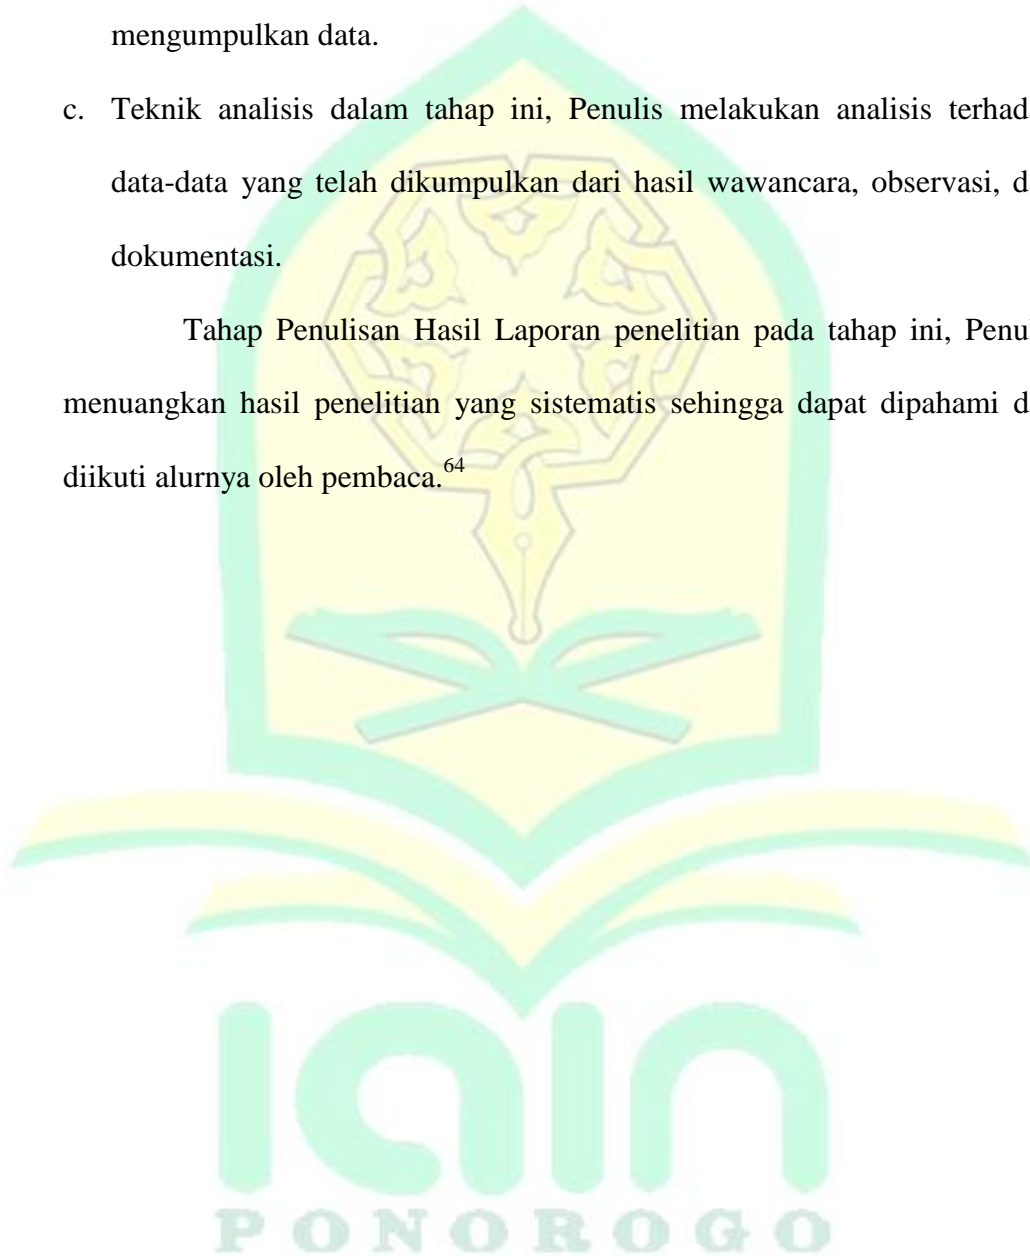 mengumpulkan data.
c. Teknik analisis dalam tahap ini, Penulis melakukan analisis
data-data yang telah dikumpulkan dari hasil wawancara, observasi,
dokumentasi.
Tahap Penulisan Hasil Laporan penelitian pada tahap ini,
menuangkan hasil penelitian yang sistematis sehingga dapat dipahami
diikuti alurnya oleh pembaca.64
iain
PONOROGO